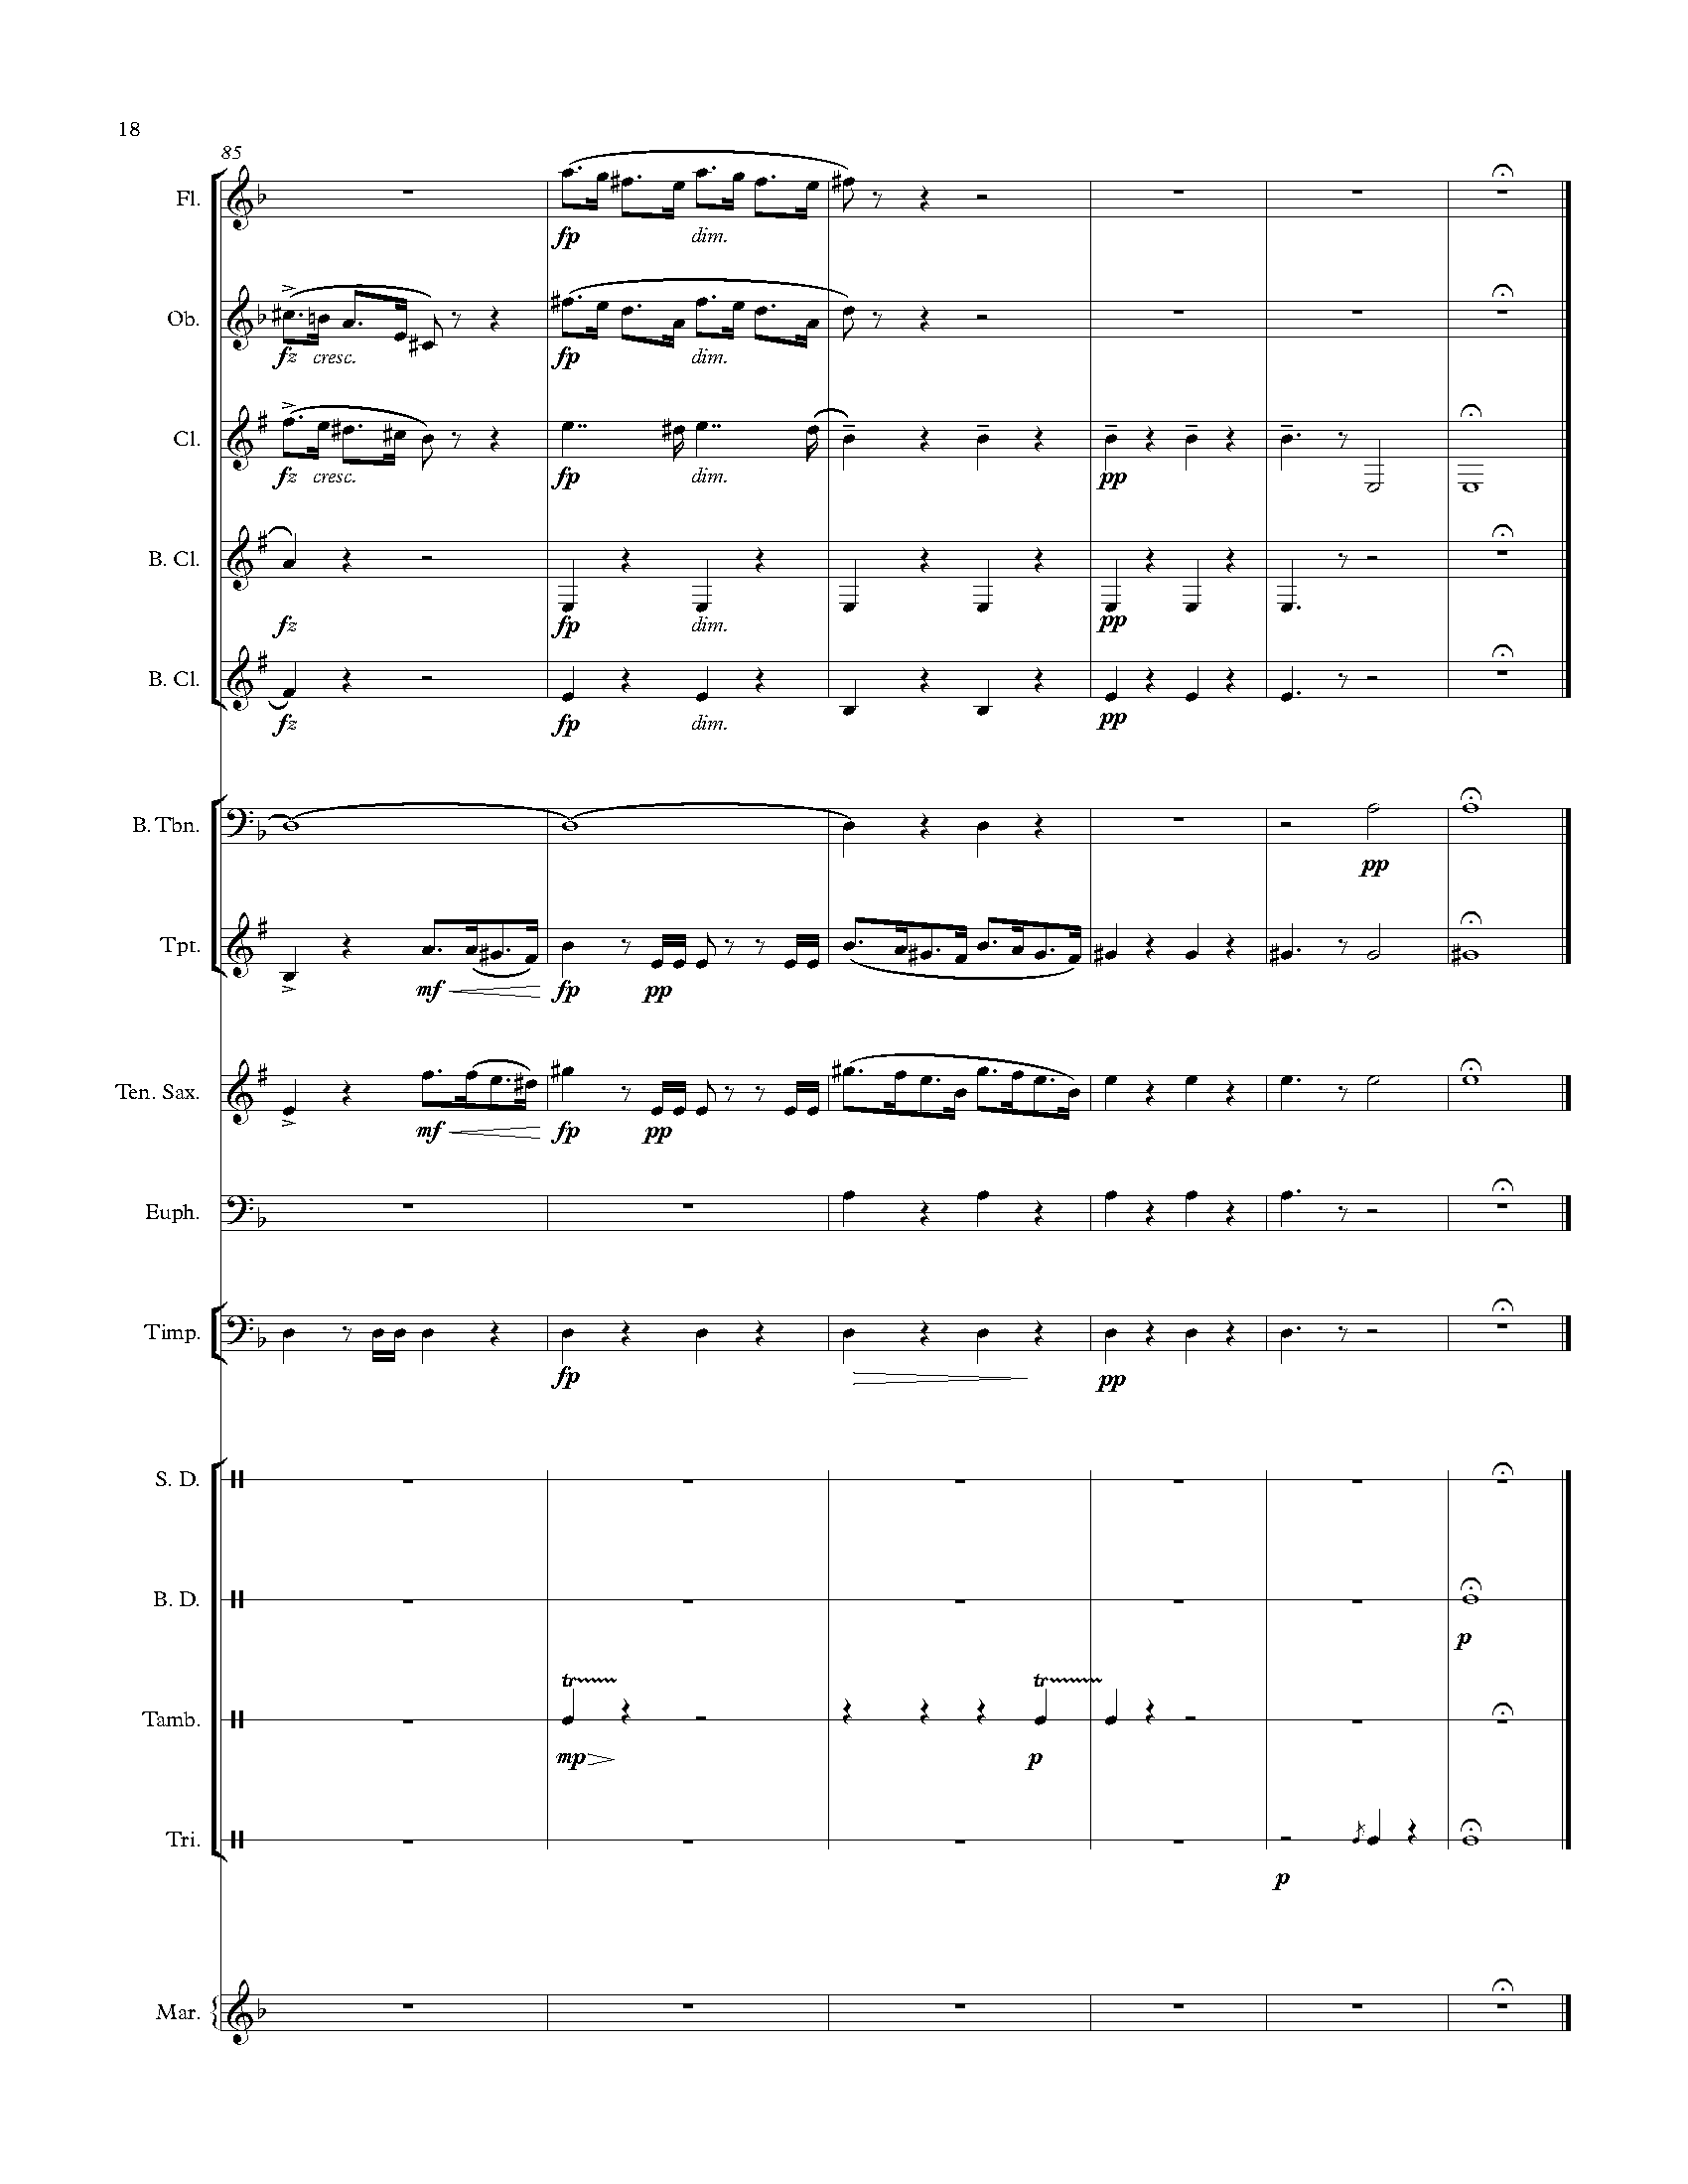 18
85
Fl.
fp dim.
Ob.
fz cresc. fp dim.
Cl.
fz cresc. fp dim. pp
B. Cl.
fz fp dim. pp
B. Cl.
fz fp dim. pp
B. Tbn.
pp
Tpt.
mf fp pp
Ten. Sax.
mf fp pp
Euph.
Timp.
fp pp
S. D.
B. D.
p
tr tr
Tamb.
mp p
Tri.
p
Mar.